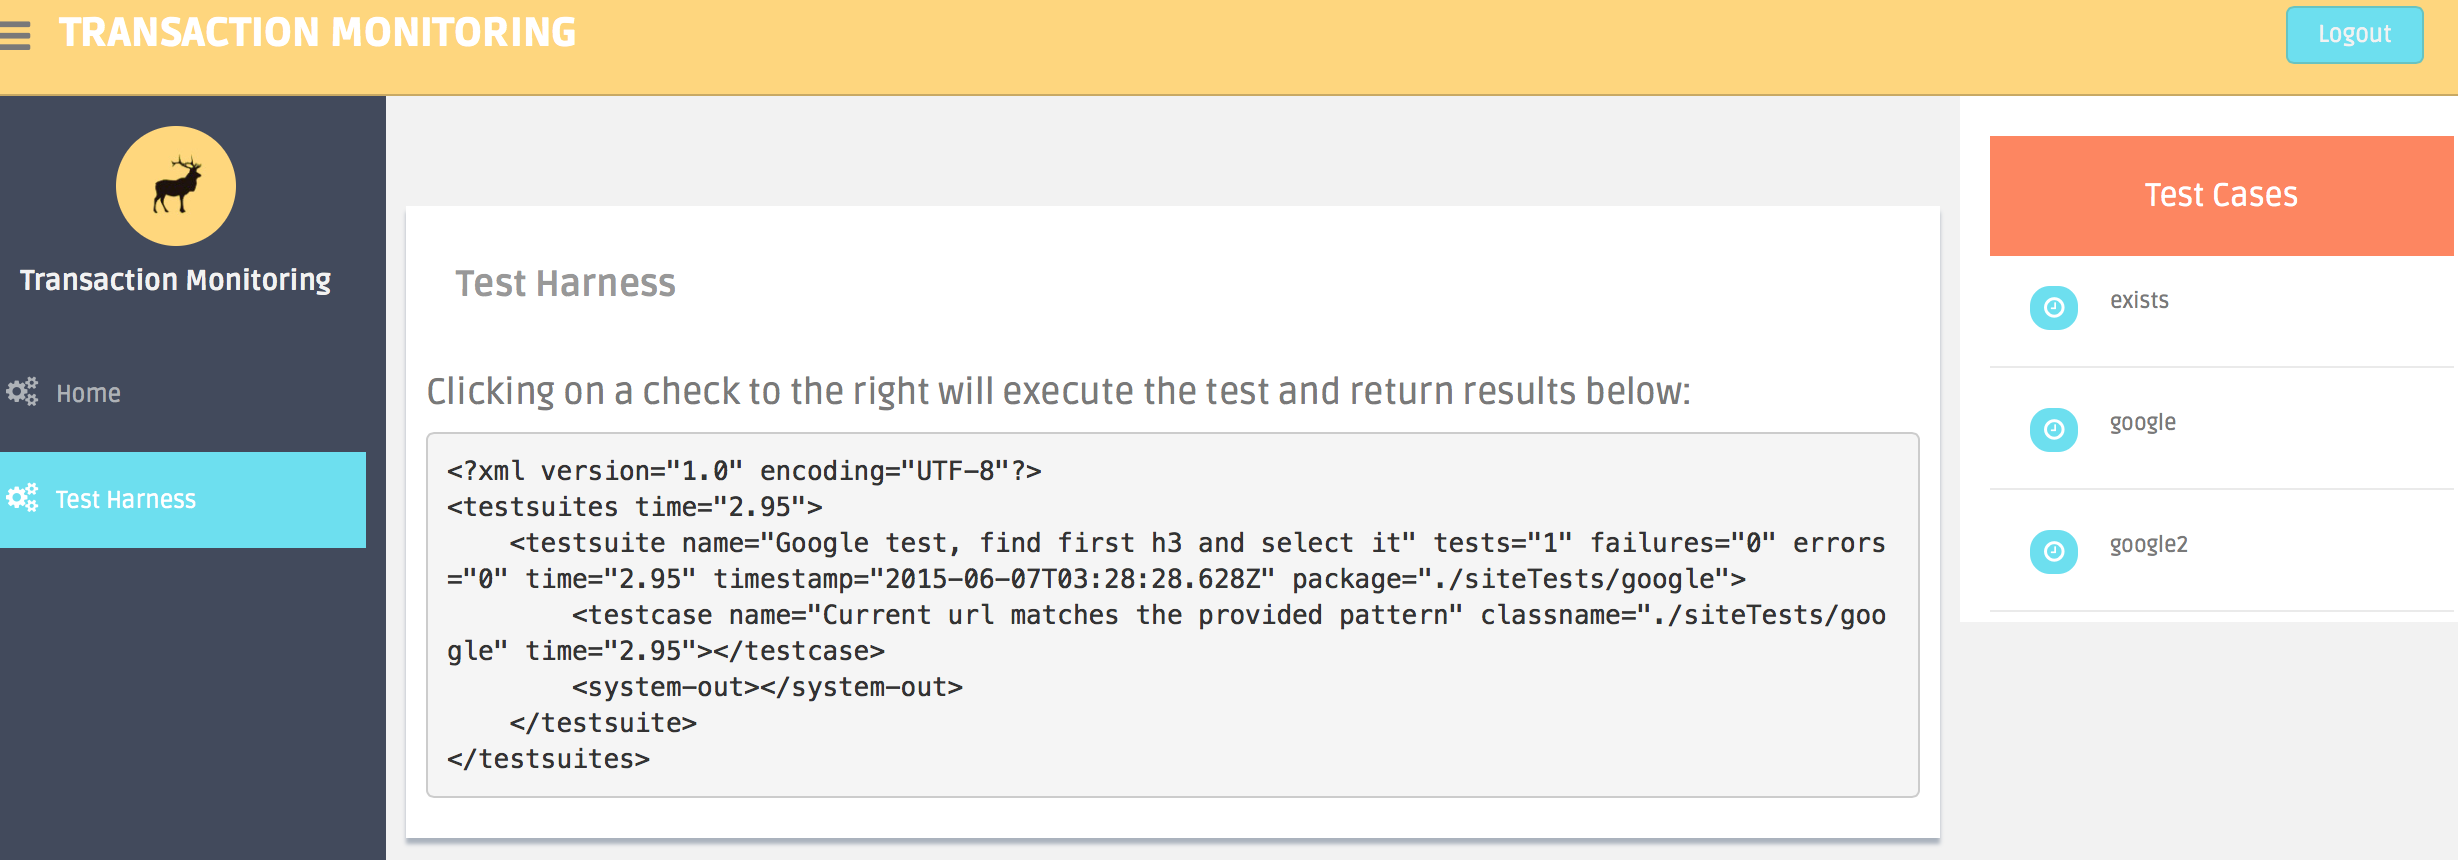 TRANSACTION MONITORING
Logout
Transaction Monitoring
Home
Test Harness
Test Harness
Clicking on a check to the right will execute the test and return results below:
<?xml version="1.0" encoding="UTF-8"?>
<testsuites time="2.95">
    <testsuite name="Google test, find first h3 and select it" tests="1" failures="0" errors
="0" time="2.95" timestamp="2015-06-07T03:28:28.628Z" package="./siteTests/google">
        <testcase name="Current url matches the provided pattern" classname="./siteTests/goo
gle" time="2.95"></testcase>
        <system-out></system-out>
    </testsuite>
</testsuites>
Test Cases
exists
google
google2